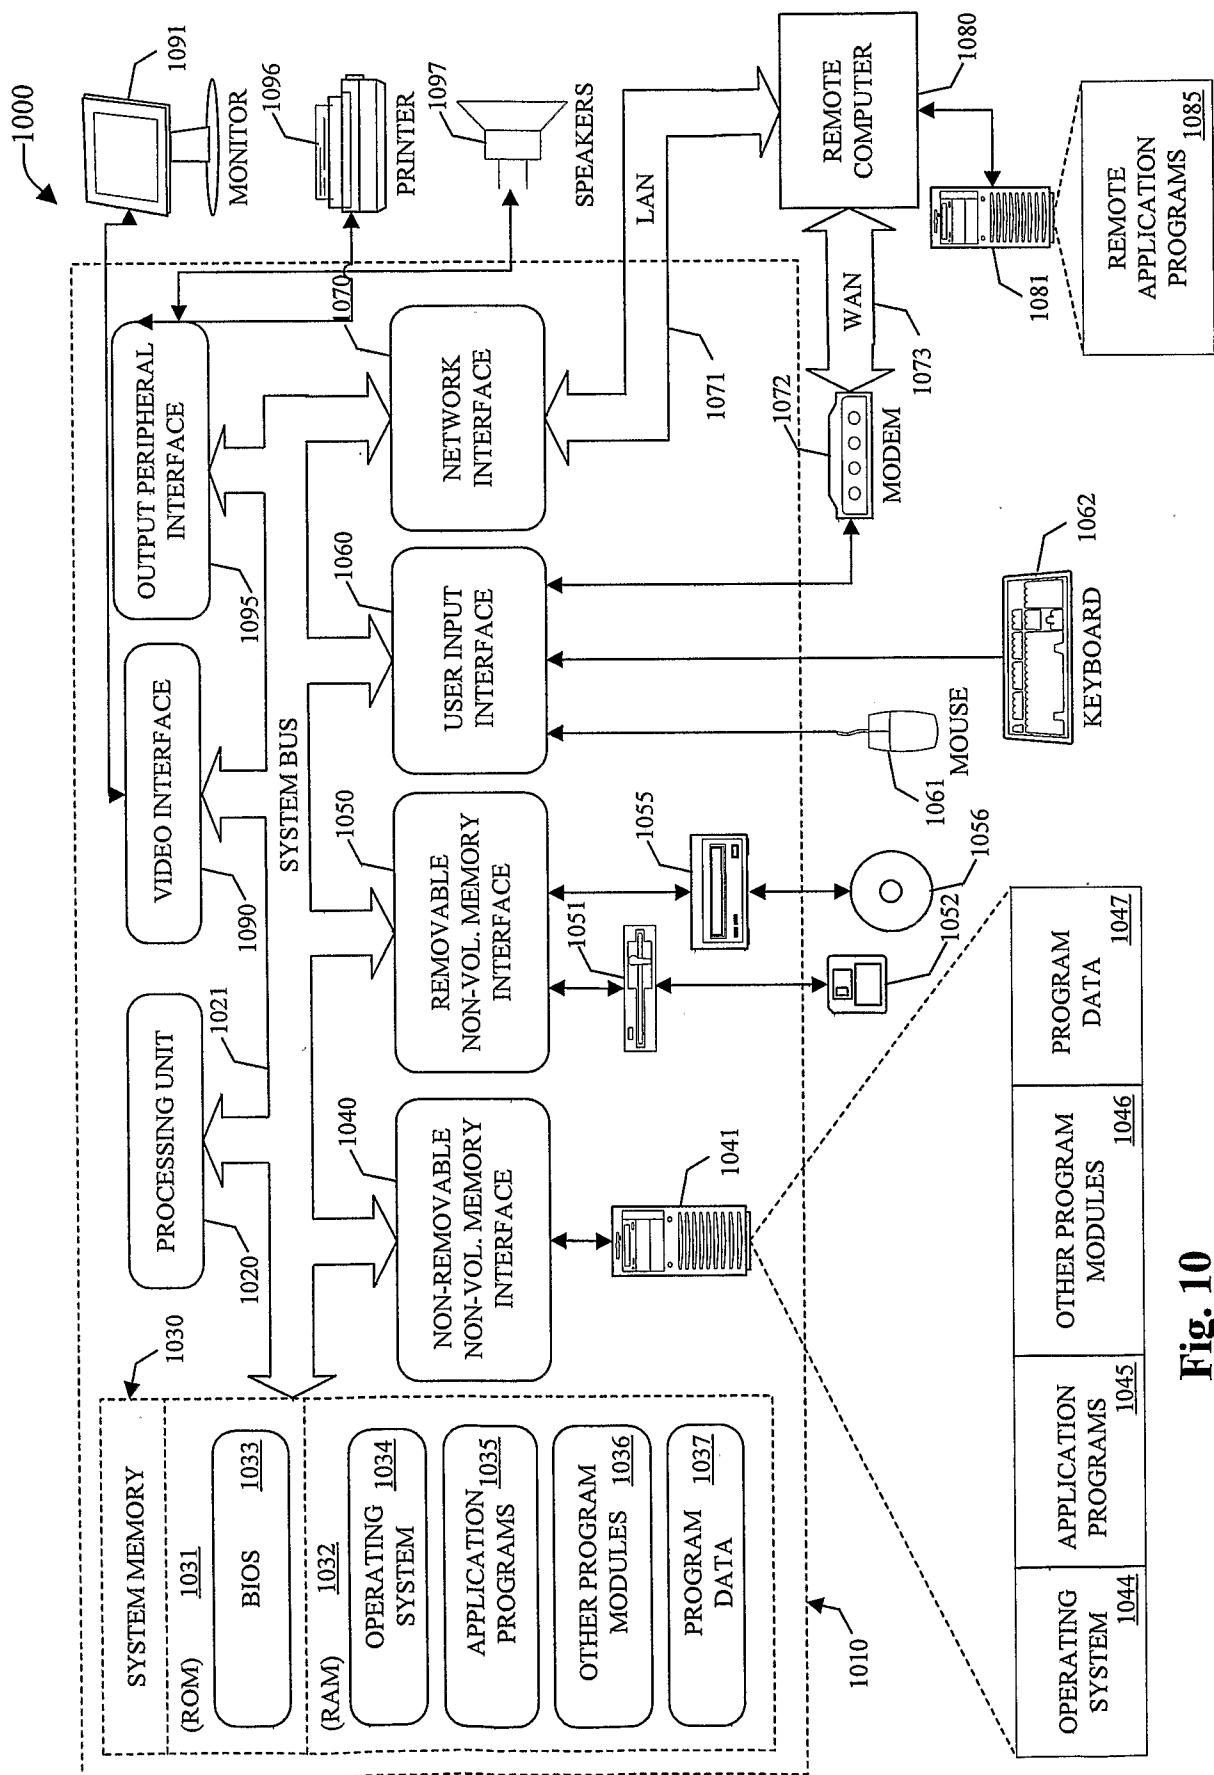 1000
SYSTEM MEMORY
1030
(ROM) 1031
BIOS
1033
(RAM) 1032
OPERATING
SYSTEM
1034
APPLICATION
PROGRAMS
1035
OTHER PROGRAM
MODULES
1036
PROGRAM
DATA
1037
1010
PROCESSING UNIT
1020
1021
VIDEO INTERFACE
1090
OUTPUT PERIPHERAL
INTERFACE
1095
SYSTEM BUS
NON-REMOVABLE
NON-VOL. MEMORY
INTERFACE
1040
REMOVABLE
NON-VOL. MEMORY
INTERFACE
1050
USER INPUT
INTERFACE
1060
NETWORK
INTERFACE
1070
1091
MONITOR
1096
PRINTER
1097
SPEAKERS
LAN
1071
REMOTE
COMPUTER
1080
WAN
1073
1072
MODEM
1081
REMOTE
APPLICATION
PROGRAMS
1085
1041
1051
1055
1052
1056
1061
MOUSE
1062
KEYBOARD
OPERATING
SYSTEM
1044
APPLICATION
PROGRAMS
1045
OTHER PROGRAM
MODULES
1046
PROGRAM
DATA
1047
Fig. 10